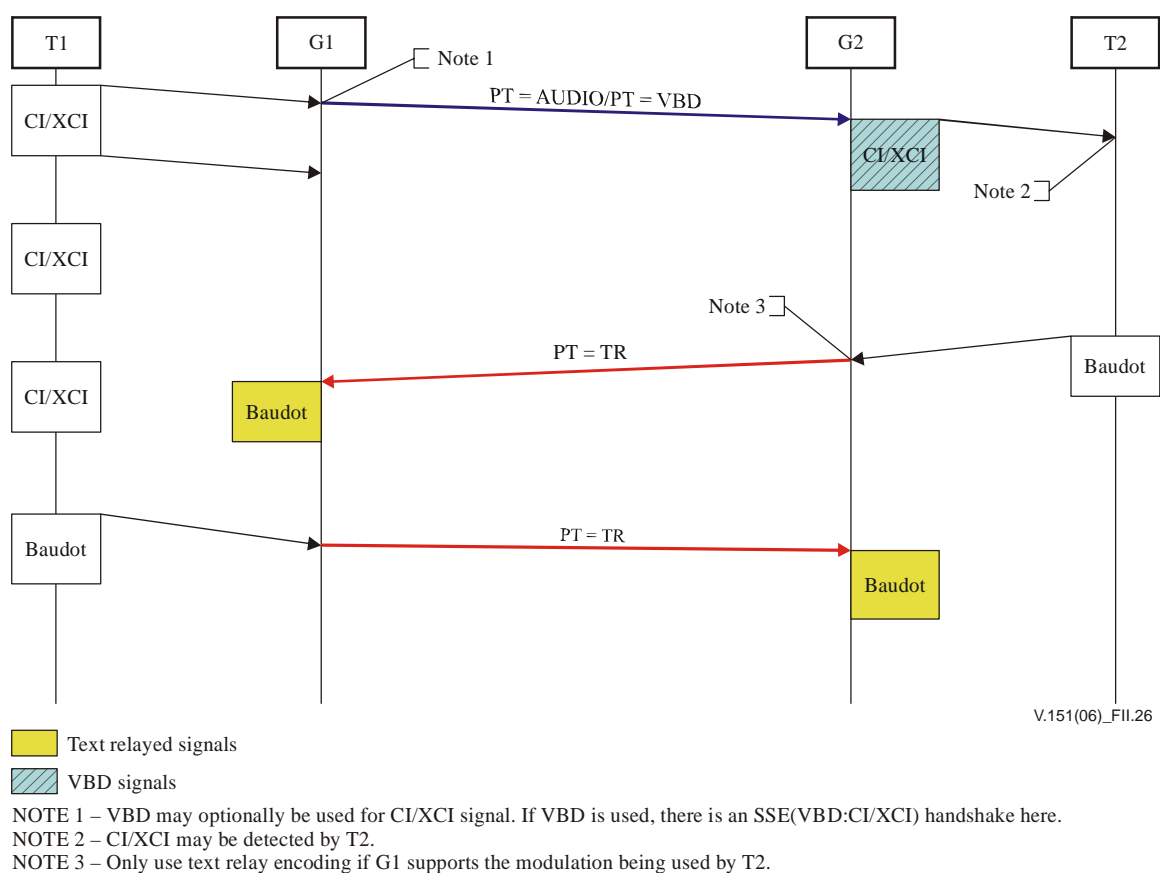 T1
G1
G2
T2
Note 1
PT = AUDIO/PT = VBD
CI/XCI
CI/XCI
Note 2
CI/XCI
Note 3
PT = TR
Baudot
CI/XCI
Baudot
PT = TR
Baudot
Baudot
V.151(06)_FII.26
Text relayed signals
VBD signals
NOTE 1 – VBD may optionally be used for CI/XCI signal. If VBD is used, there is an SSE(VBD:CI/XCI) handshake here.
NOTE 2 – CI/XCI may be detected by T2.
NOTE 3 – Only use text relay encoding if G1 supports the modulation being used by T2.